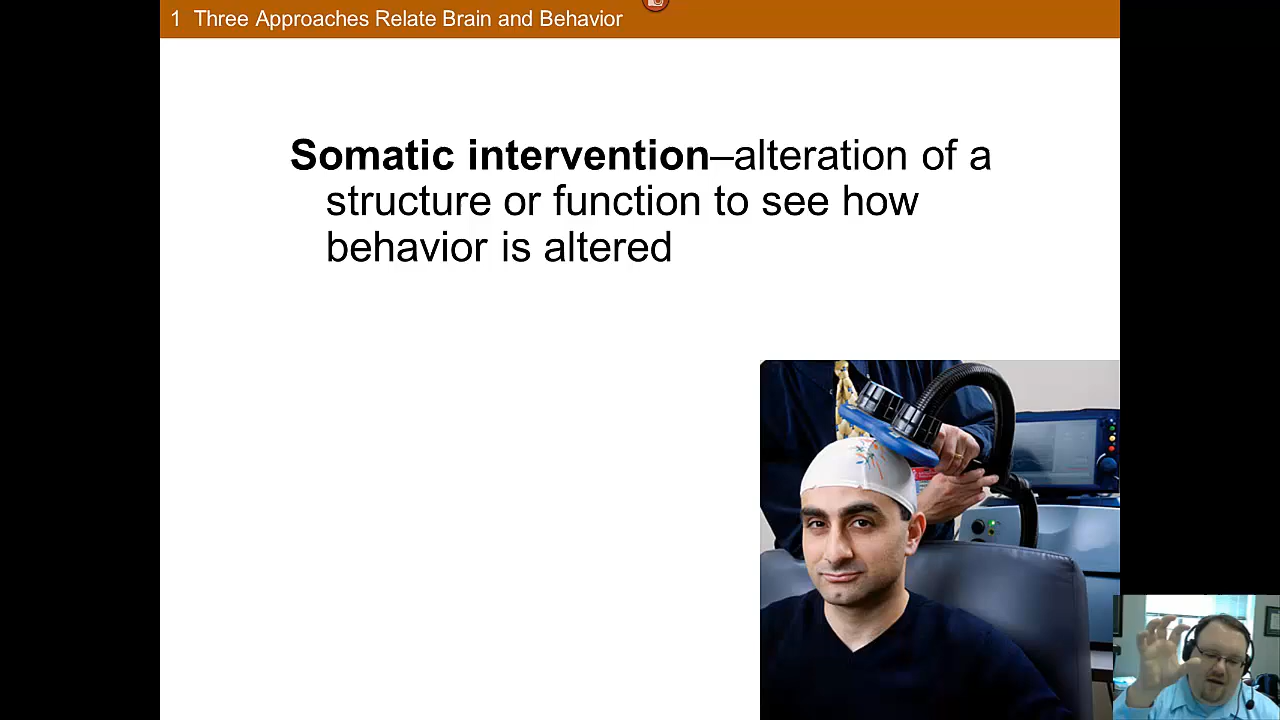 1 Three Approaches Relate Brain and Behavior
Somatic intervention–alteration of a
structure or function to see how
behavior is altered